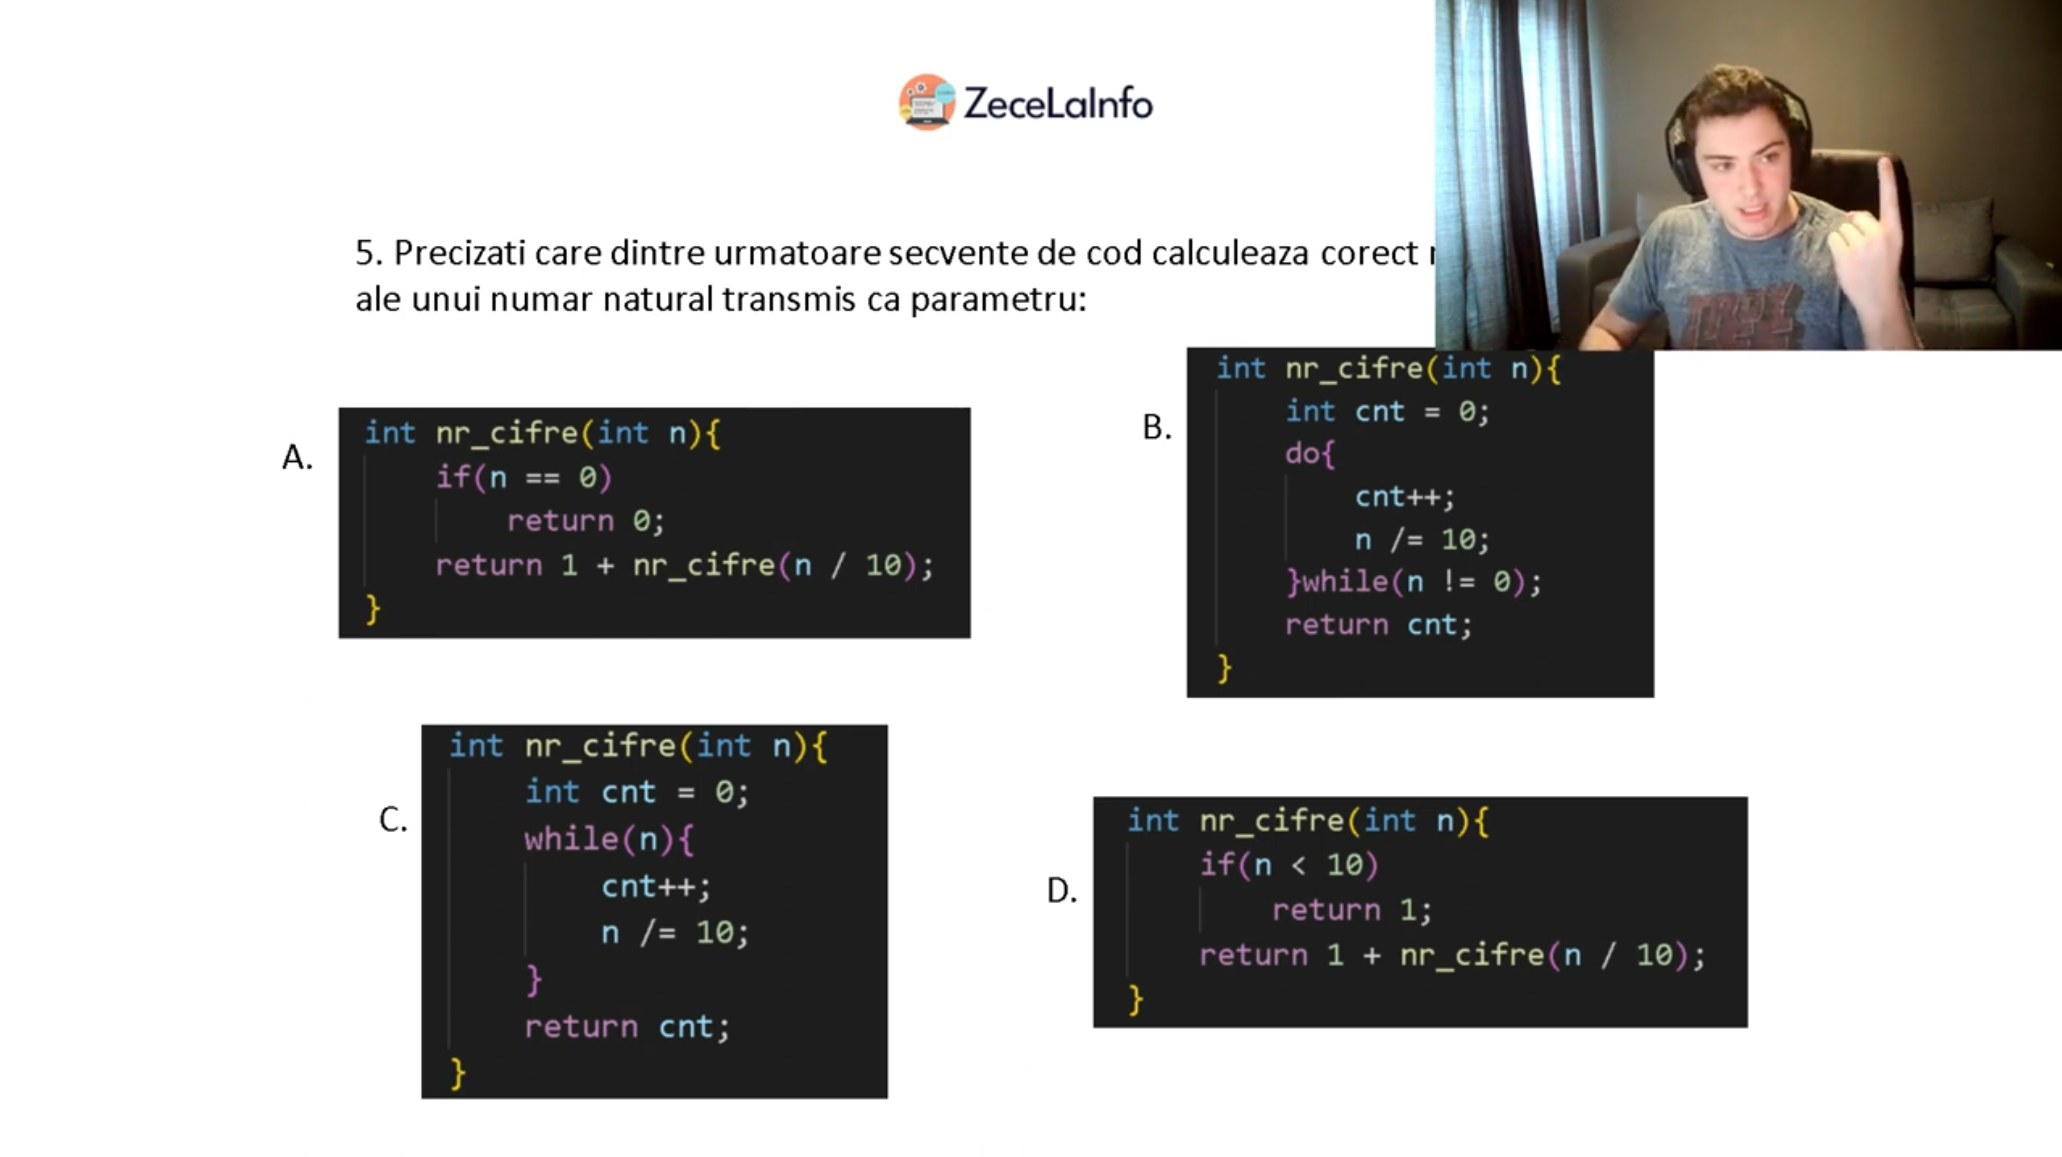 ZeceLaInfo
5. Precizati care dintre urmatoare secvente de cod calculeaza corect
ale unui numar natural transmis ca parametru:
A.
int nr_cifre(int n){
if(n == 0)
return 0;
return 1 + nr_cifre(n / 10);
}
B.
int nr_cifre(int n){
int cnt = 0;
do{
cnt++;
n /= 10;
}while(n != 0);
return cnt;
}
C.
int nr_cifre(int n){
int cnt = 0;
while(n){
cnt++;
n /= 10;
}
return cnt;
}
D.
int nr_cifre(int n){
if(n < 10)
return 1;
return 1 + nr_cifre(n / 10);
}